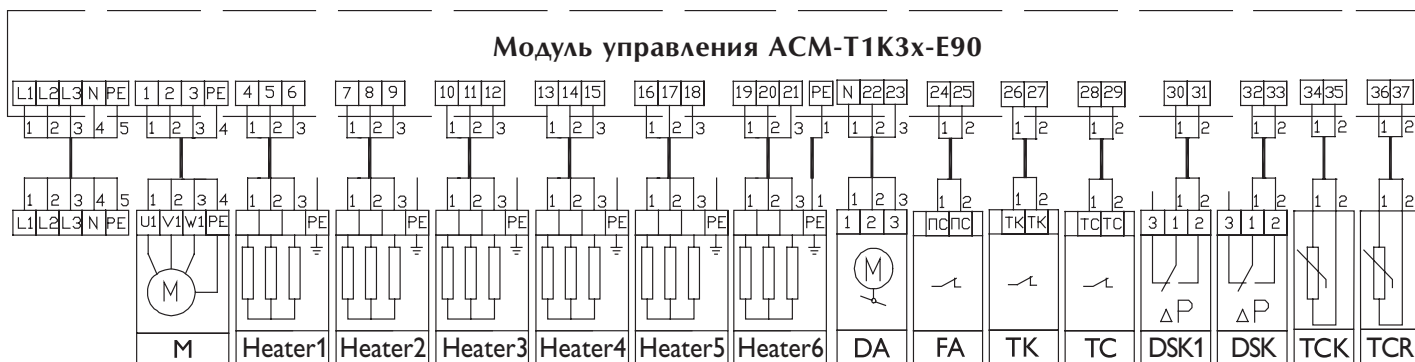 Модуль управления ACM-T1K3x-E90
L1 L2 L3 N PE 1 2 3 PE 4 5 6 7 8 9 10 11 12 13 14 15 16 17 18 19 20 21 PE N 22 23 24 25 26 27 28 29 30 31 32 33 34 35 36 37
1 2 3 4 5 1 2 3 4 1 2 3 1 2 3 1 2 3 1 2 3 1 2 3 1 2 3 1 1 2 3 1 2 1 2 1 2 1 2 1 2 1 2 1 2
1 2 3 4 5 1 2 3 4 1 2 3 1 2 3 1 2 3 1 2 3 1 2 3 1 2 3 1 1 2 3 1 2 1 2 1 2 1 2 1 2 1 2 1 2
L1 L2 L3 N PE U1 V1 W1 PE PE PE PE PE PE PE 1 2 3 ПС ПС ТК ТК ТС ТС 3 1 2 3 1 2
M M
ΔP ΔP
M Heater1 Heater2 Heater3 Heater4 Heater5 Heater6 DA FA TK TC DSK1 DSK TCK TCR